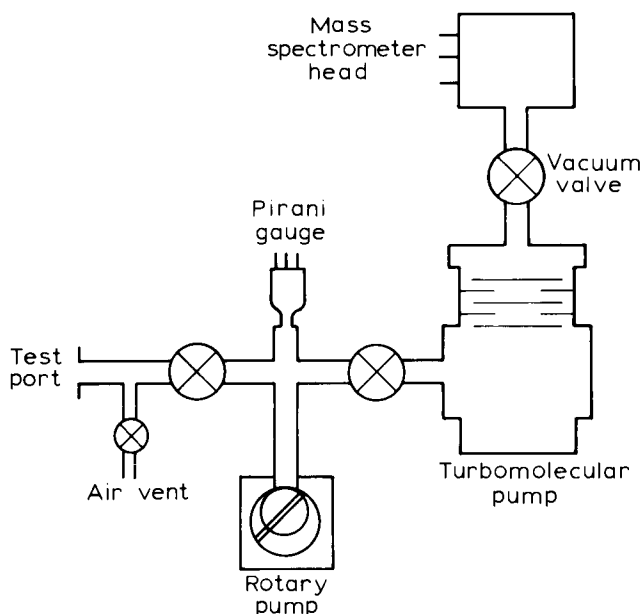 Mass
spectrometer
head
Vacuum
valve
Pirani
gauge
Test
port
Air vent
Turbomolecular
pump
Rotary
pump